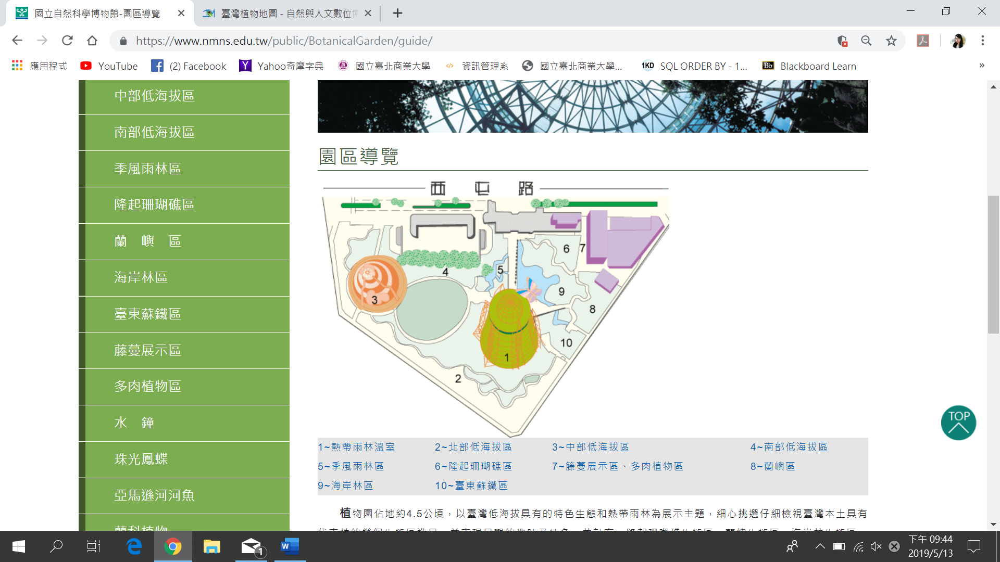 國立自然科學博物館-園區導覽
臺灣植物地圖 - 自然與人文數位博
https://www.nmns.edu.tw/public/BotanicalGarden/guide/
應用程式 YouTube (2) Facebook Yahoo奇摩字典 國立臺北商業大學 資訊管理系 國立臺北商業大學... 1KD SQL ORDER BY - 1... Bb Blackboard Learn »
中部低海拔區
南部低海拔區
季風雨林區
隆起珊瑚礁區
蘭 嶼 區
海岸林區
臺東蘇鐵區
藤蔓展示區
多肉植物區
水 鐘
珠光鳳蝶
亞馬遜河河魚
蘭科植物
園區導覽
西 屯 路
6
7
4
5
9
3
8
10
1
2
TOP
1~熱帶雨林溫室 2~北部低海拔區 3~中部低海拔區 4~南部低海拔區
5~季風雨林區 6~隆起珊瑚礁區 7~籐蔓展示區、多肉植物區 8~蘭嶼區
9~海岸林區 10~臺東蘇鐵區
植物園佔地約4.5公頃，以臺灣低海拔具有的特色生態和熱帶雨林為展示主題，細心挑選仔細檢視臺灣本土具有
1
下午 09:44
2019/5/13